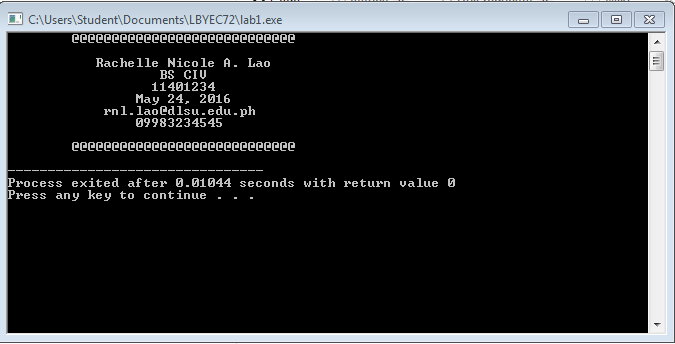 C:\Users\Student\Documents\LBYEC72\lab1.exe
@@@@@@@@@@@@@@@@@@@@@@@@@@@@
Rachelle Nicole A. Lao
BS CIV
11401234
May 24, 2016
rnl.lao@dlsu.edu.ph
09983234545
@@@@@@@@@@@@@@@@@@@@@@@@@@@@
--------------------------------
Process exited after 0.01044 seconds with return value 0
Press any key to continue . . .